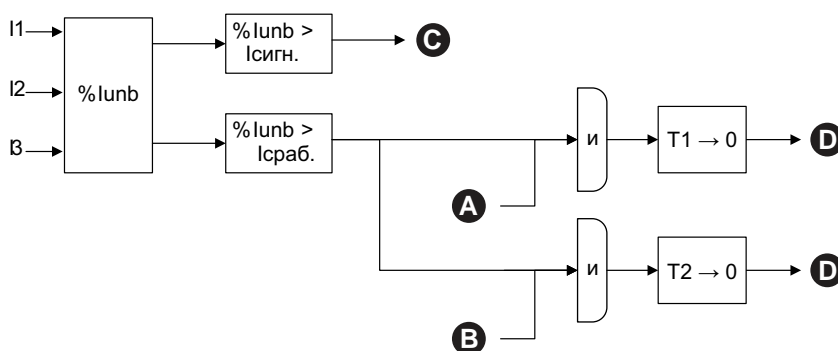 I1
I2
I3
%Iunb
%Iunb >
Iсигн.
C
%Iunb >
Iсраб.
A
и
T1 → 0
D
B
и
T2 → 0
D